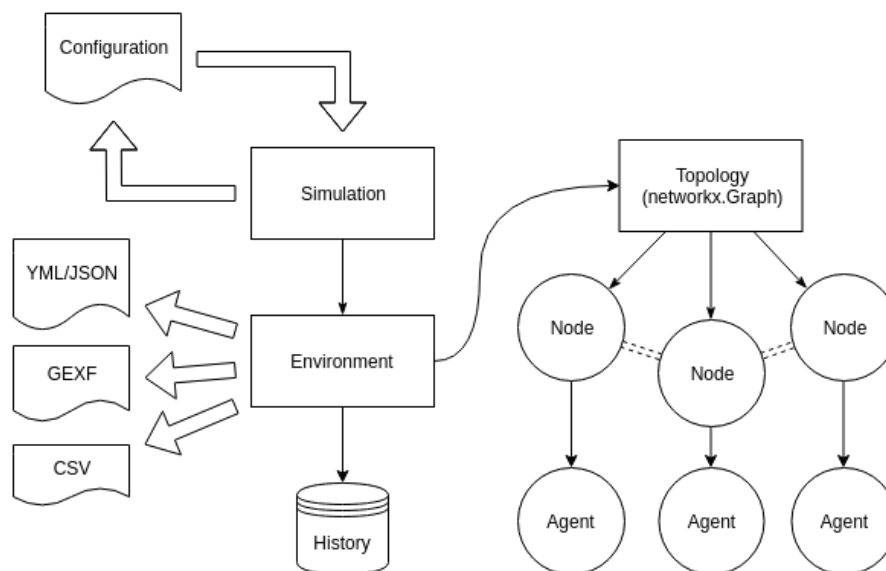 Configuration
Simulation
Topology
(networkx.Graph)
YML/JSON
Node
Node
Node
Environment
GEXF
CSV
History
Agent
Agent
Agent